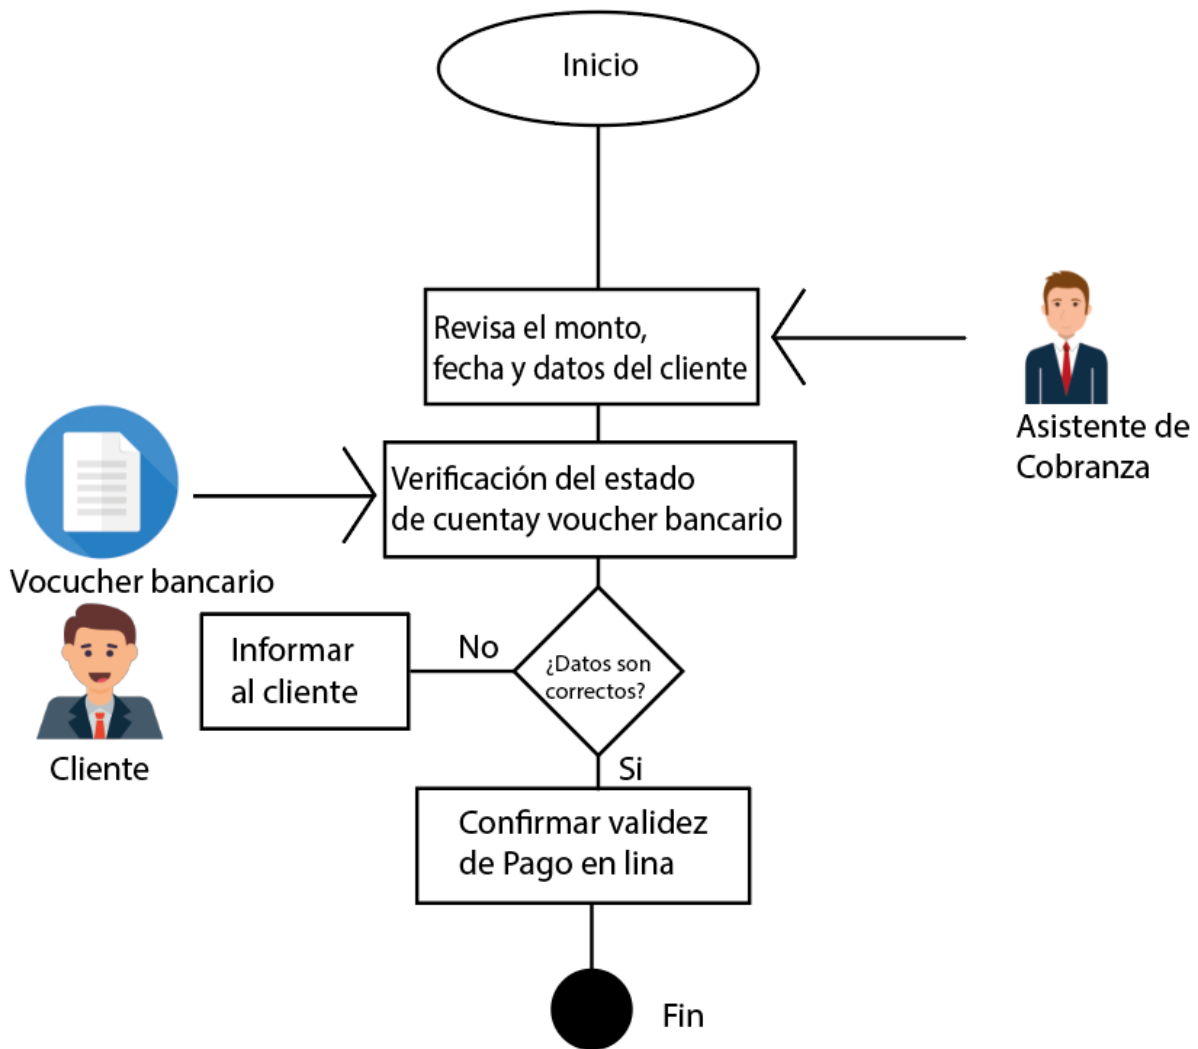 Inicio
Revisa el monto,
fecha y datos del cliente
Asistente de
Cobranza
Verificación del estado
de cuentay voucher bancario
Vocucher bancario
Informar
al cliente
No
¿Datos son
correctos?
Cliente
Si
Confirmar validez
de Pago en lina
Fin